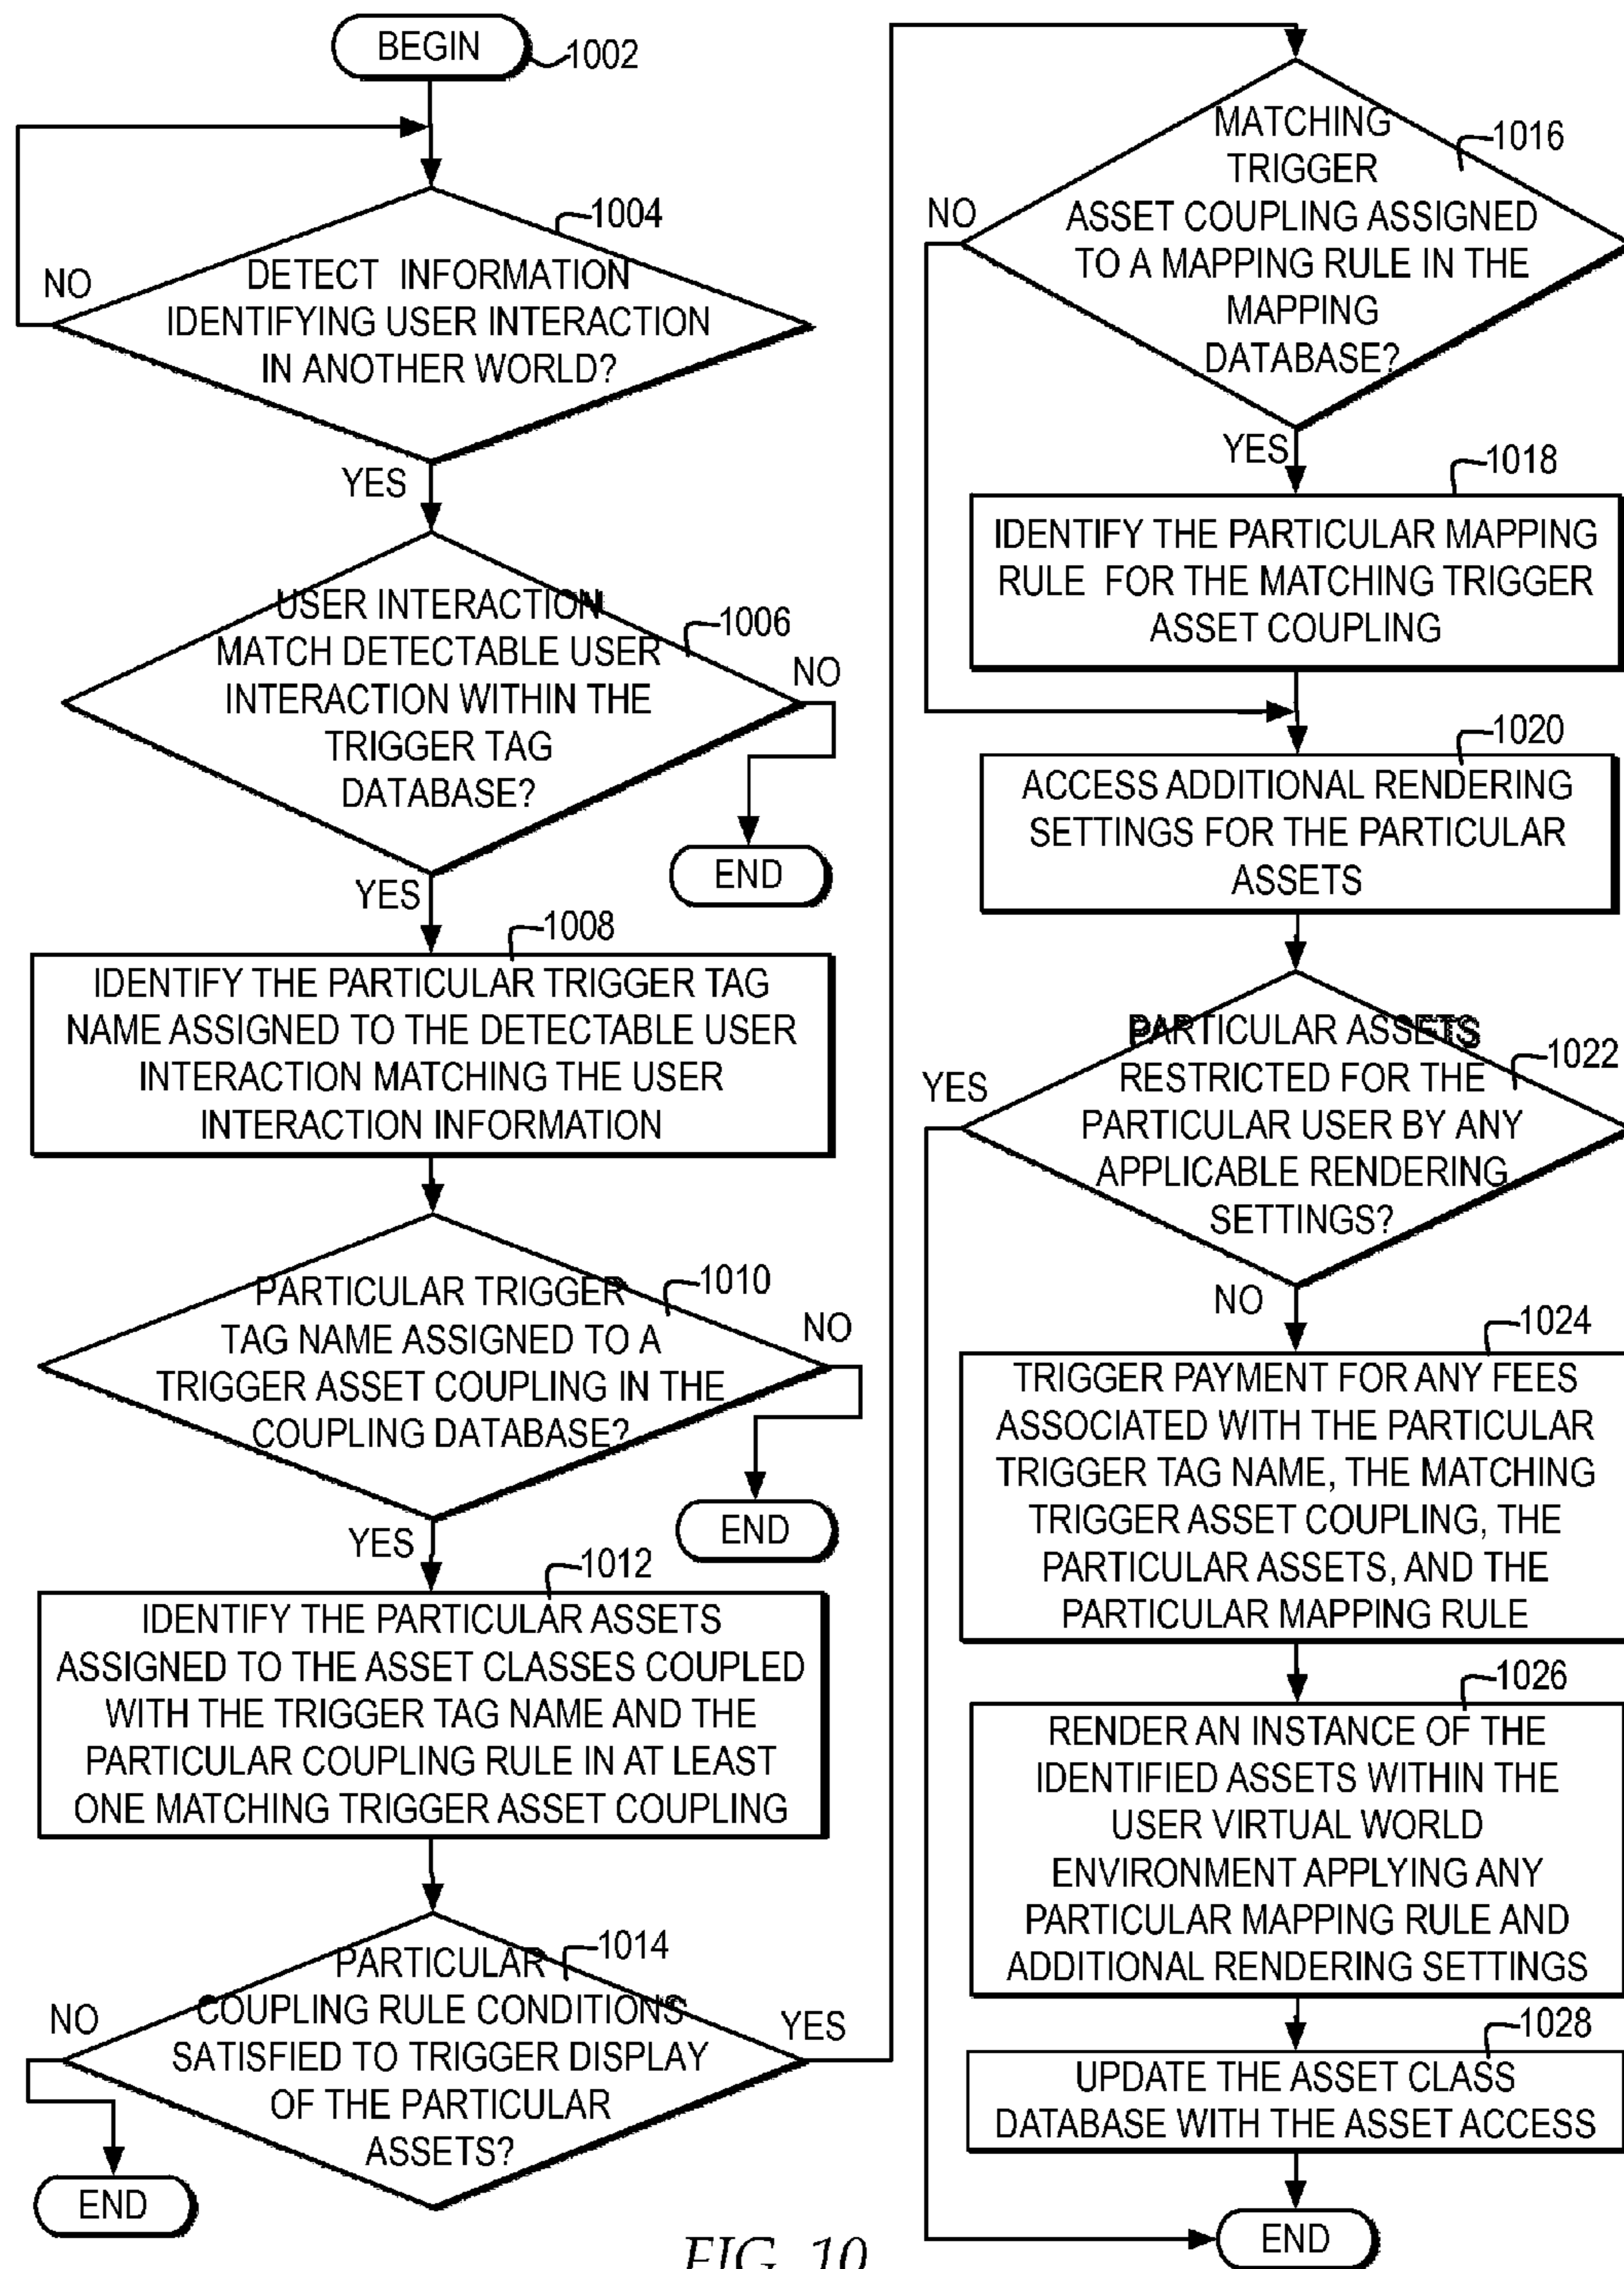 BEGIN
1002
1004
DETECT INFORMATION
IDENTIFYING USER INTERACTION
IN ANOTHER WORLD?
NO
YES
USER INTERACTION
MATCH DETECTABLE USER
INTERACTION WITHIN THE
TRIGGER TAG
DATABASE?
1006
NO
END
YES
1008
IDENTIFY THE PARTICULAR TRIGGER TAG
NAME ASSIGNED TO THE DETECTABLE USER
INTERACTION MATCHING THE USER
INTERACTION INFORMATION
PARTICULAR TRIGGER
TAG NAME ASSIGNED TO A
TRIGGER ASSET COUPLING IN THE
COUPLING DATABASE?
1010
NO
END
YES
1012
IDENTIFY THE PARTICULAR ASSETS
ASSIGNED TO THE ASSET CLASSES COUPLED
WITH THE TRIGGER TAG NAME AND THE
PARTICULAR COUPLING RULE IN AT LEAST
ONE MATCHING TRIGGER ASSET COUPLING
1014
PARTICULAR
COUPLING RULE CONDITIONS
SATISFIED TO TRIGGER DISPLAY
OF THE PARTICULAR
ASSETS?
NO
END
YES
MATCHING
TRIGGER
ASSET COUPLING ASSIGNED
TO A MAPPING RULE IN THE
MAPPING
DATABASE?
1016
NO
YES
1018
IDENTIFY THE PARTICULAR MAPPING
RULE FOR THE MATCHING TRIGGER
ASSET COUPLING
1020
ACCESS ADDITIONAL RENDERING
SETTINGS FOR THE PARTICULAR
ASSETS
PARTICULAR ASSETS
RESTRICTED FOR THE
PARTICULAR USER BY ANY
APPLICABLE RENDERING
SETTINGS?
1022
YES
NO
1024
TRIGGER PAYMENT FOR ANY FEES
ASSOCIATED WITH THE PARTICULAR
TRIGGER TAG NAME, THE MATCHING
TRIGGER ASSET COUPLING, THE
PARTICULAR ASSETS, AND THE
PARTICULAR MAPPING RULE
1026
RENDER AN INSTANCE OF THE
IDENTIFIED ASSETS WITHIN THE
USER VIRTUAL WORLD
ENVIRONMENT APPLYING ANY
PARTICULAR MAPPING RULE AND
ADDITIONAL RENDERING SETTINGS
1028
UPDATE THE ASSET CLASS
DATABASE WITH THE ASSET ACCESS
END
FIG. 10